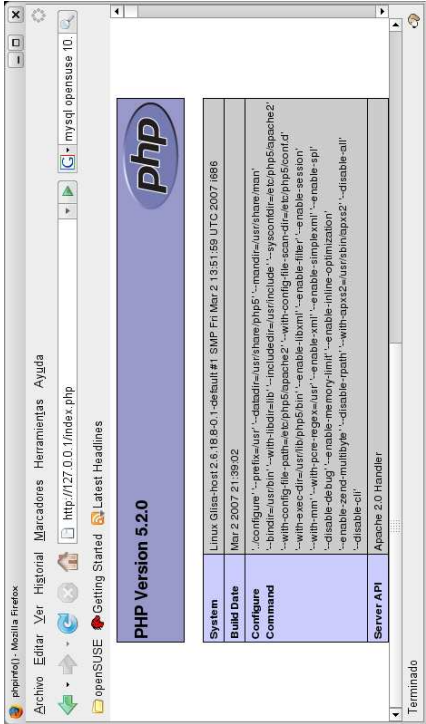 phpinfo() - Mozilla Firefox
Archivo Editar Ver Historial Marcadores Herramientas Ayuda
http://127.0.0.1/index.php
G mysql opensuse 10.
openSUSE Getting Started Latest Headlines
PHP Version 5.2.0
php
System Linux Glisa-host 2.6.18.8-0.1-default #1 SMP Fri Mar 2 13:51:59 UTC 2007 i686
Build Date Mar 2 2007 21:39:02
Configure Command './configure' '--prefix=/usr' '--datadir=/usr/share/php5' '--mandir=/usr/share/man'
'--bindir=/usr/bin' '--with-libdir=lib' '--includedir=/usr/include' '--sysconfdir=/etc/php5/apache2'
'--with-config-file-path=/etc/php5/apache2' '--with-config-file-scan-dir=/etc/php5/conf.d'
'--with-exec-dir=/usr/lib/php5/bin' '--enable-libxml' '--enable-filter' '--enable-session'
'--with-mm' '--with-pcre-regex=/usr' '--enable-xml' '--enable-simplexml' '--enable-spl'
'--disable-debug' '--enable-memory-limit' '--enable-inline-optimization'
'--enable-zend-multibyte' '--disable-rpath' '--with-apxs2=/usr/sbin/apxs2' '--disable-all'
'--disable-cli'
Server API Apache 2.0 Handler
Terminado